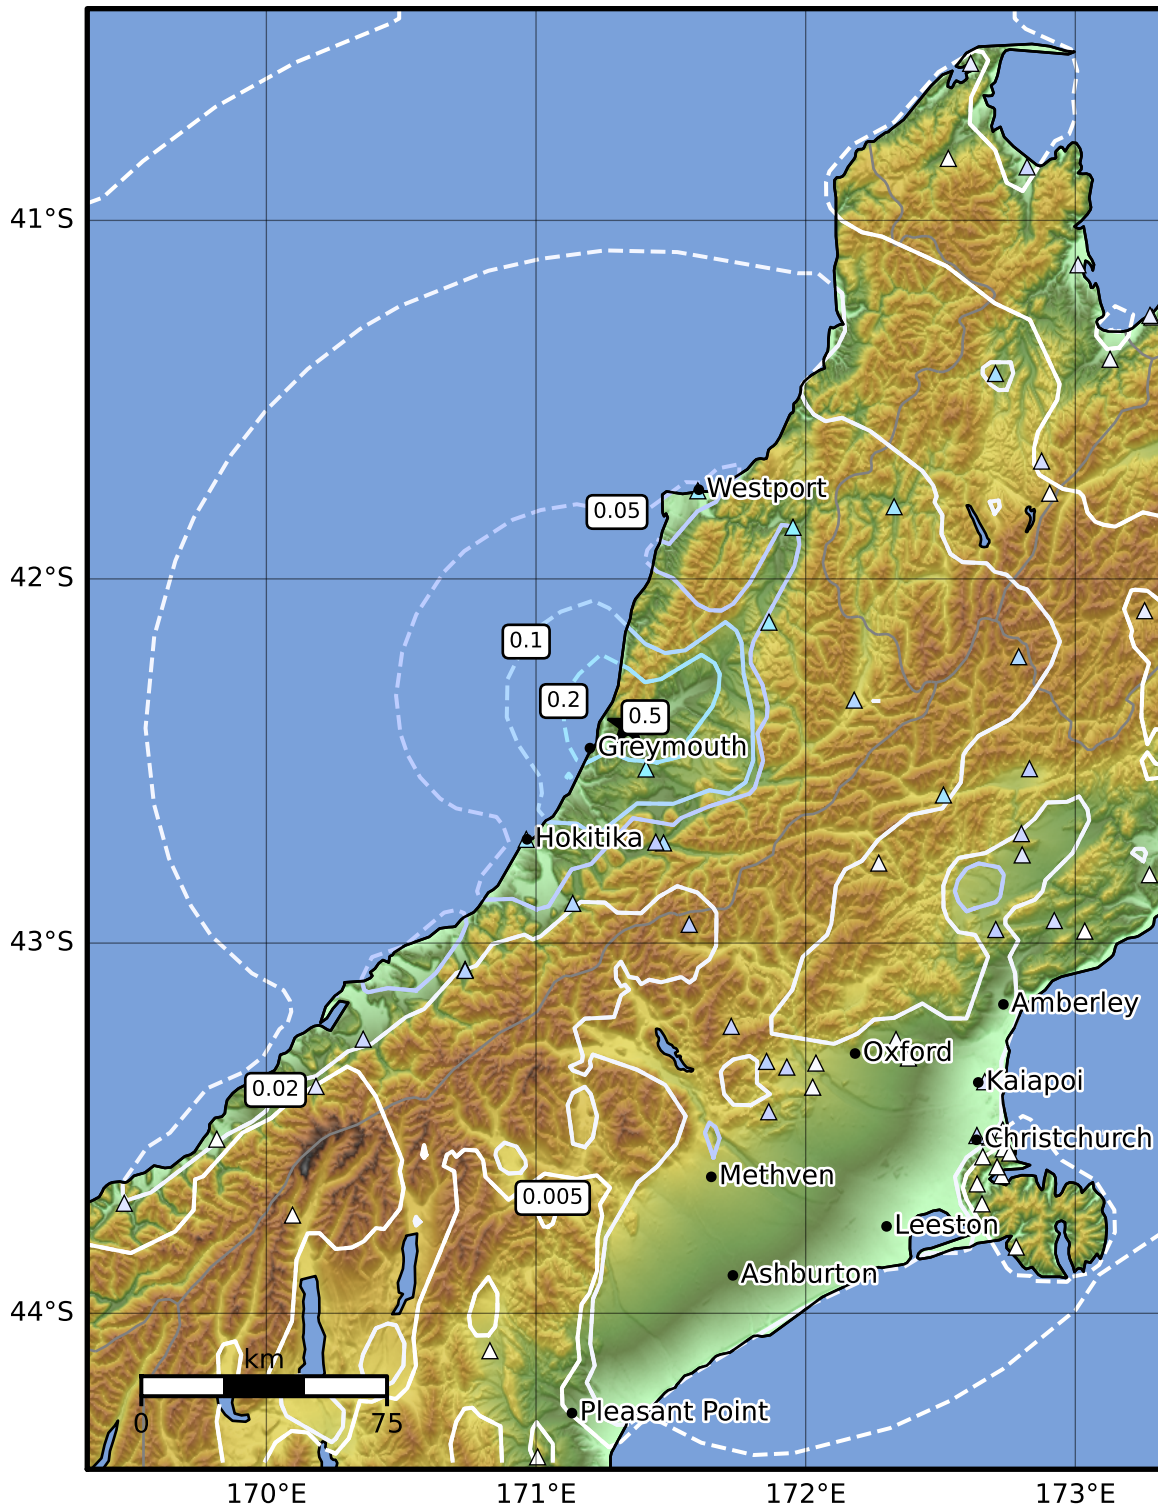 41°S
Westport
0.05
42°S
0.1
0.2
0.5
Greymouth
Hokitika
43°S
Amberley
Oxford
0.02
Kaiapoi
Christchurch
Methven
0.005
Leeston
Ashburton
44°S
km
0
75
Pleasant Point
170°E
171°E
172°E
173°E